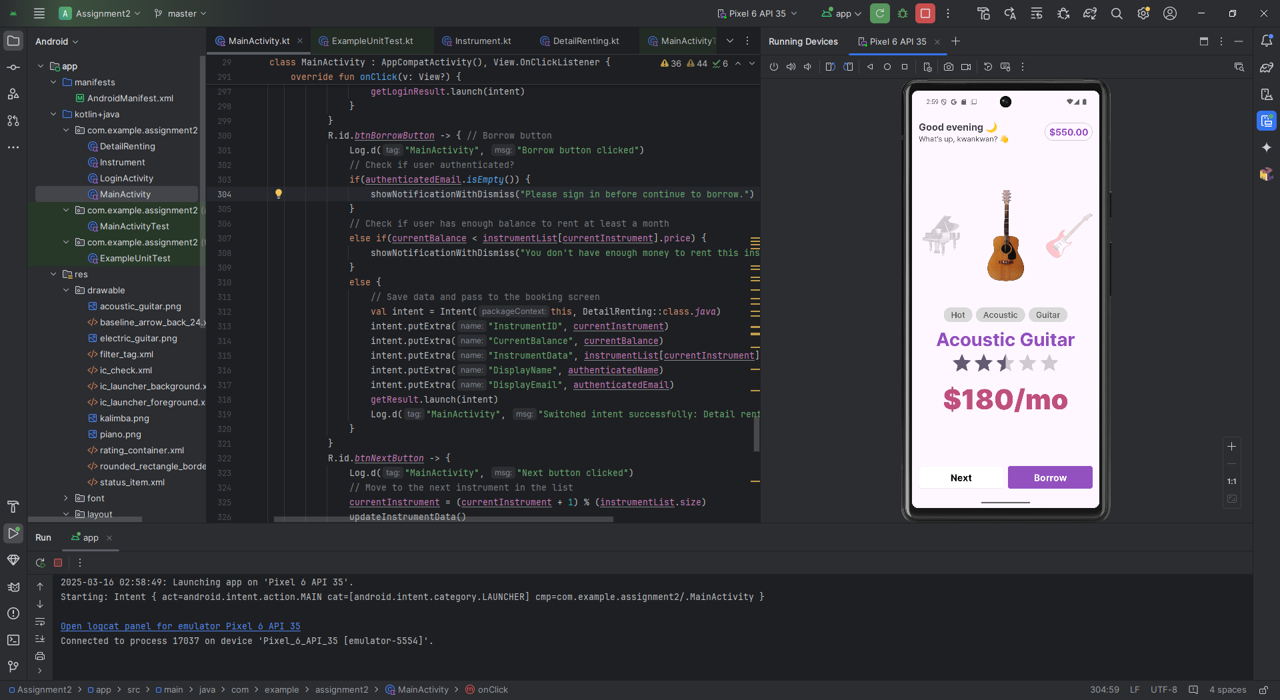 Assignment2
master
Pixel 6 API 35
app
Android
MainActivity.kt
ExampleUnitTest.kt
Instrument.kt
DetailRenting.kt
MainActivityT
Running Devices
Pixel 6 API 35
app
manifests
AndroidManifest.xml
kotlin+java
com.example.assignment2
DetailRenting
Instrument
LoginActivity
MainActivity
com.example.assignment2
MainActivityTest
com.example.assignment2
ExampleUnitTest
res
drawable
acoustic_guitar.png
baseline_arrow_back_24.x
electric_guitar.png
filter_tag.xml
ic_check.xml
ic_launcher_background.x
ic_launcher_foreground.x
kalimba.png
piano.png
rating_container.xml
rounded_rectangle_borde
status_item.xml
font
layout
36 44 6
29 class MainActivity : AppCompatActivity(), View.OnClickListener {
291 override fun onClick(v: View?) {
297 getLoginResult.launch(intent)
298 }
299 }
300 R.id.btnBorrowButton -> { // Borrow button
301 Log.d( tag: "MainActivity", msg: "Borrow button clicked")
302 // Check if user authenticated?
303 if(authenticatedEmail.isEmpty()) {
304 showNotificationWithDismiss("Please sign in before continue to borrow.")
305 }
306 // Check if user has enough balance to rent at least a month
307 else if(currentBalance < instrumentList[currentInstrument].price) {
308 showNotificationWithDismiss("You don't have enough money to rent this ins
309 }
310 else {
311 // Save data and pass to the booking screen
312 val intent = Intent( packageContext: this, DetailRenting::class.java)
313 intent.putExtra( name: "InstrumentID", currentInstrument)
314 intent.putExtra( name: "CurrentBalance", currentBalance)
315 intent.putExtra( name: "InstrumentData", instrumentList[currentInstrument]
316 intent.putExtra( name: "DisplayName", authenticatedName)
317 intent.putExtra( name: "DisplayEmail", authenticatedEmail)
318 getResult.launch(intent)
319 Log.d( tag: "MainActivity", msg: "Switched intent successfully: Detail rent
320 }
321 }
322 R.id.btnNextButton -> {
323 Log.d( tag: "MainActivity", msg: "Next button clicked")
324 // Move to the next instrument in the list
325 currentInstrument = (currentInstrument + 1) % (instrumentList.size)
326 updateInstrumentData()
2:59
Good evening 🌙
What's up, kwankwan? 👋
$550.00
Hot
Acoustic
Guitar
Acoustic Guitar
$180/mo
Next
Borrow
1:1
Run
app
2025-03-16 02:58:49: Launching app on 'Pixel 6 API 35'.
Starting: Intent { act=android.intent.action.MAIN cat=[android.intent.category.LAUNCHER] cmp=com.example.assignment2/.MainActivity }
Open logcat panel for emulator Pixel 6 API 35
Connected to process 17037 on device 'Pixel_6_API_35 [emulator-5554]'.
Assignment2 > app > src > main > java > com > example > assignment2 > MainActivity > onClick
304:59 LF UTF-8 4 spaces